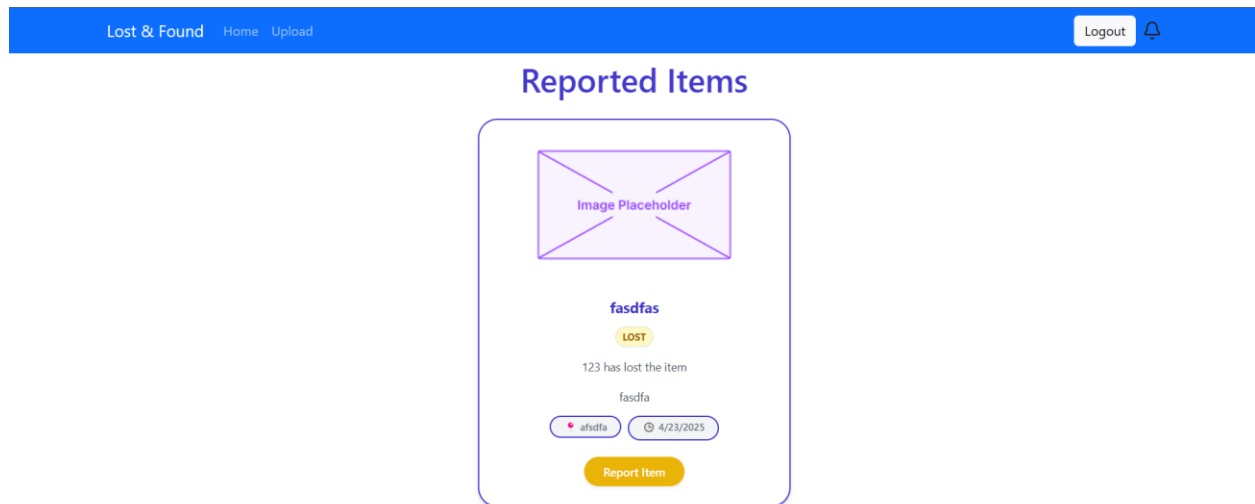 Lost & Found Home Upload Logout
Reported Items
Image Placeholder
fasdfas
LOST
123 has lost the item
fasdfa
afsdfa 4/23/2025
Report Item